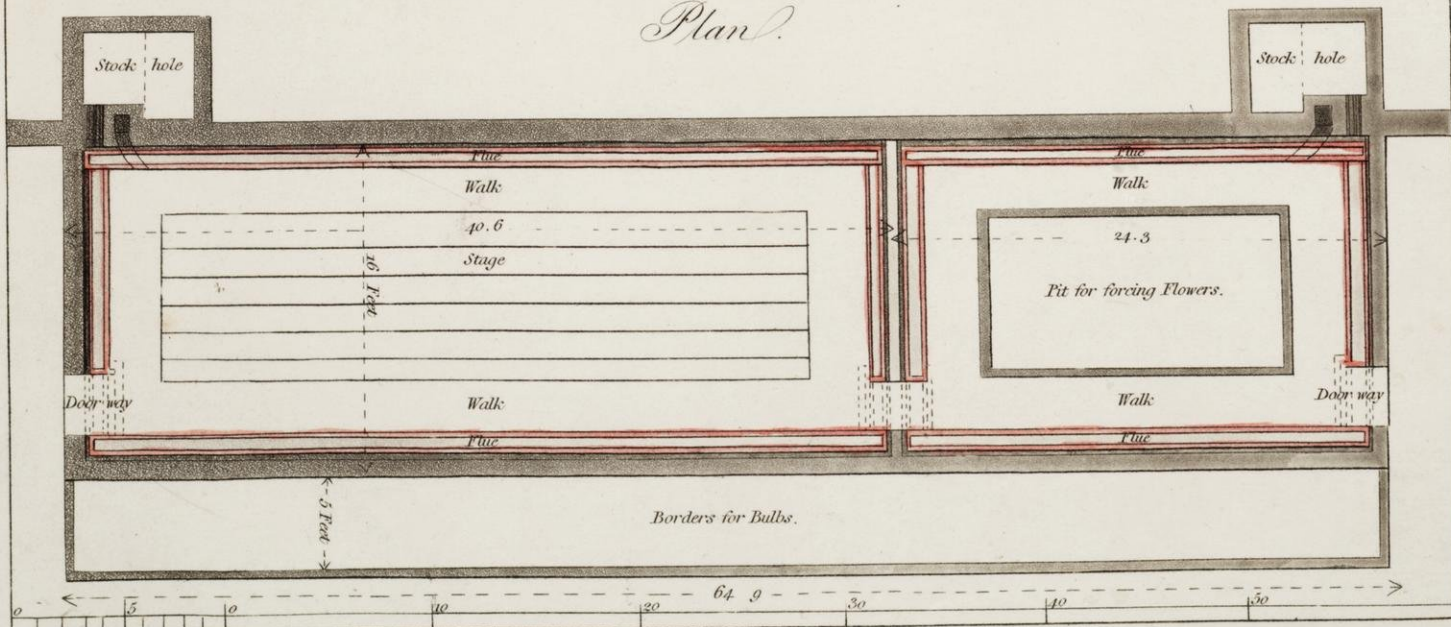 Plan.
Stock hole
Stock hole
Flue
Flue
Walk
Walk
40.6
24.3
Stage
16 Feet
Pit for forcing Flowers.
Door way
Walk
Walk
Door way
Flue
Flue
5 Feet
Borders for Bulbs.
64 9
0 5 0 10 20 30 40 50